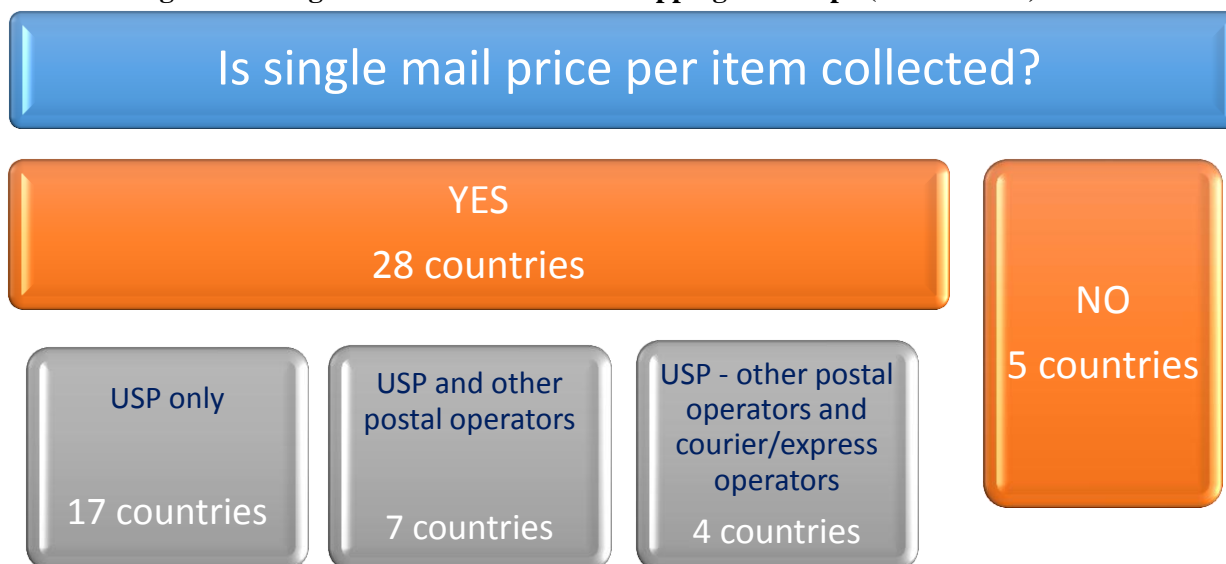 Is single mail price per item collected?
YES
28 countries
NO
5 countries
USP only
17 countries
USP and other
postal operators
7 countries
USP - other postal
operators and
courier/express
operators
4 countries